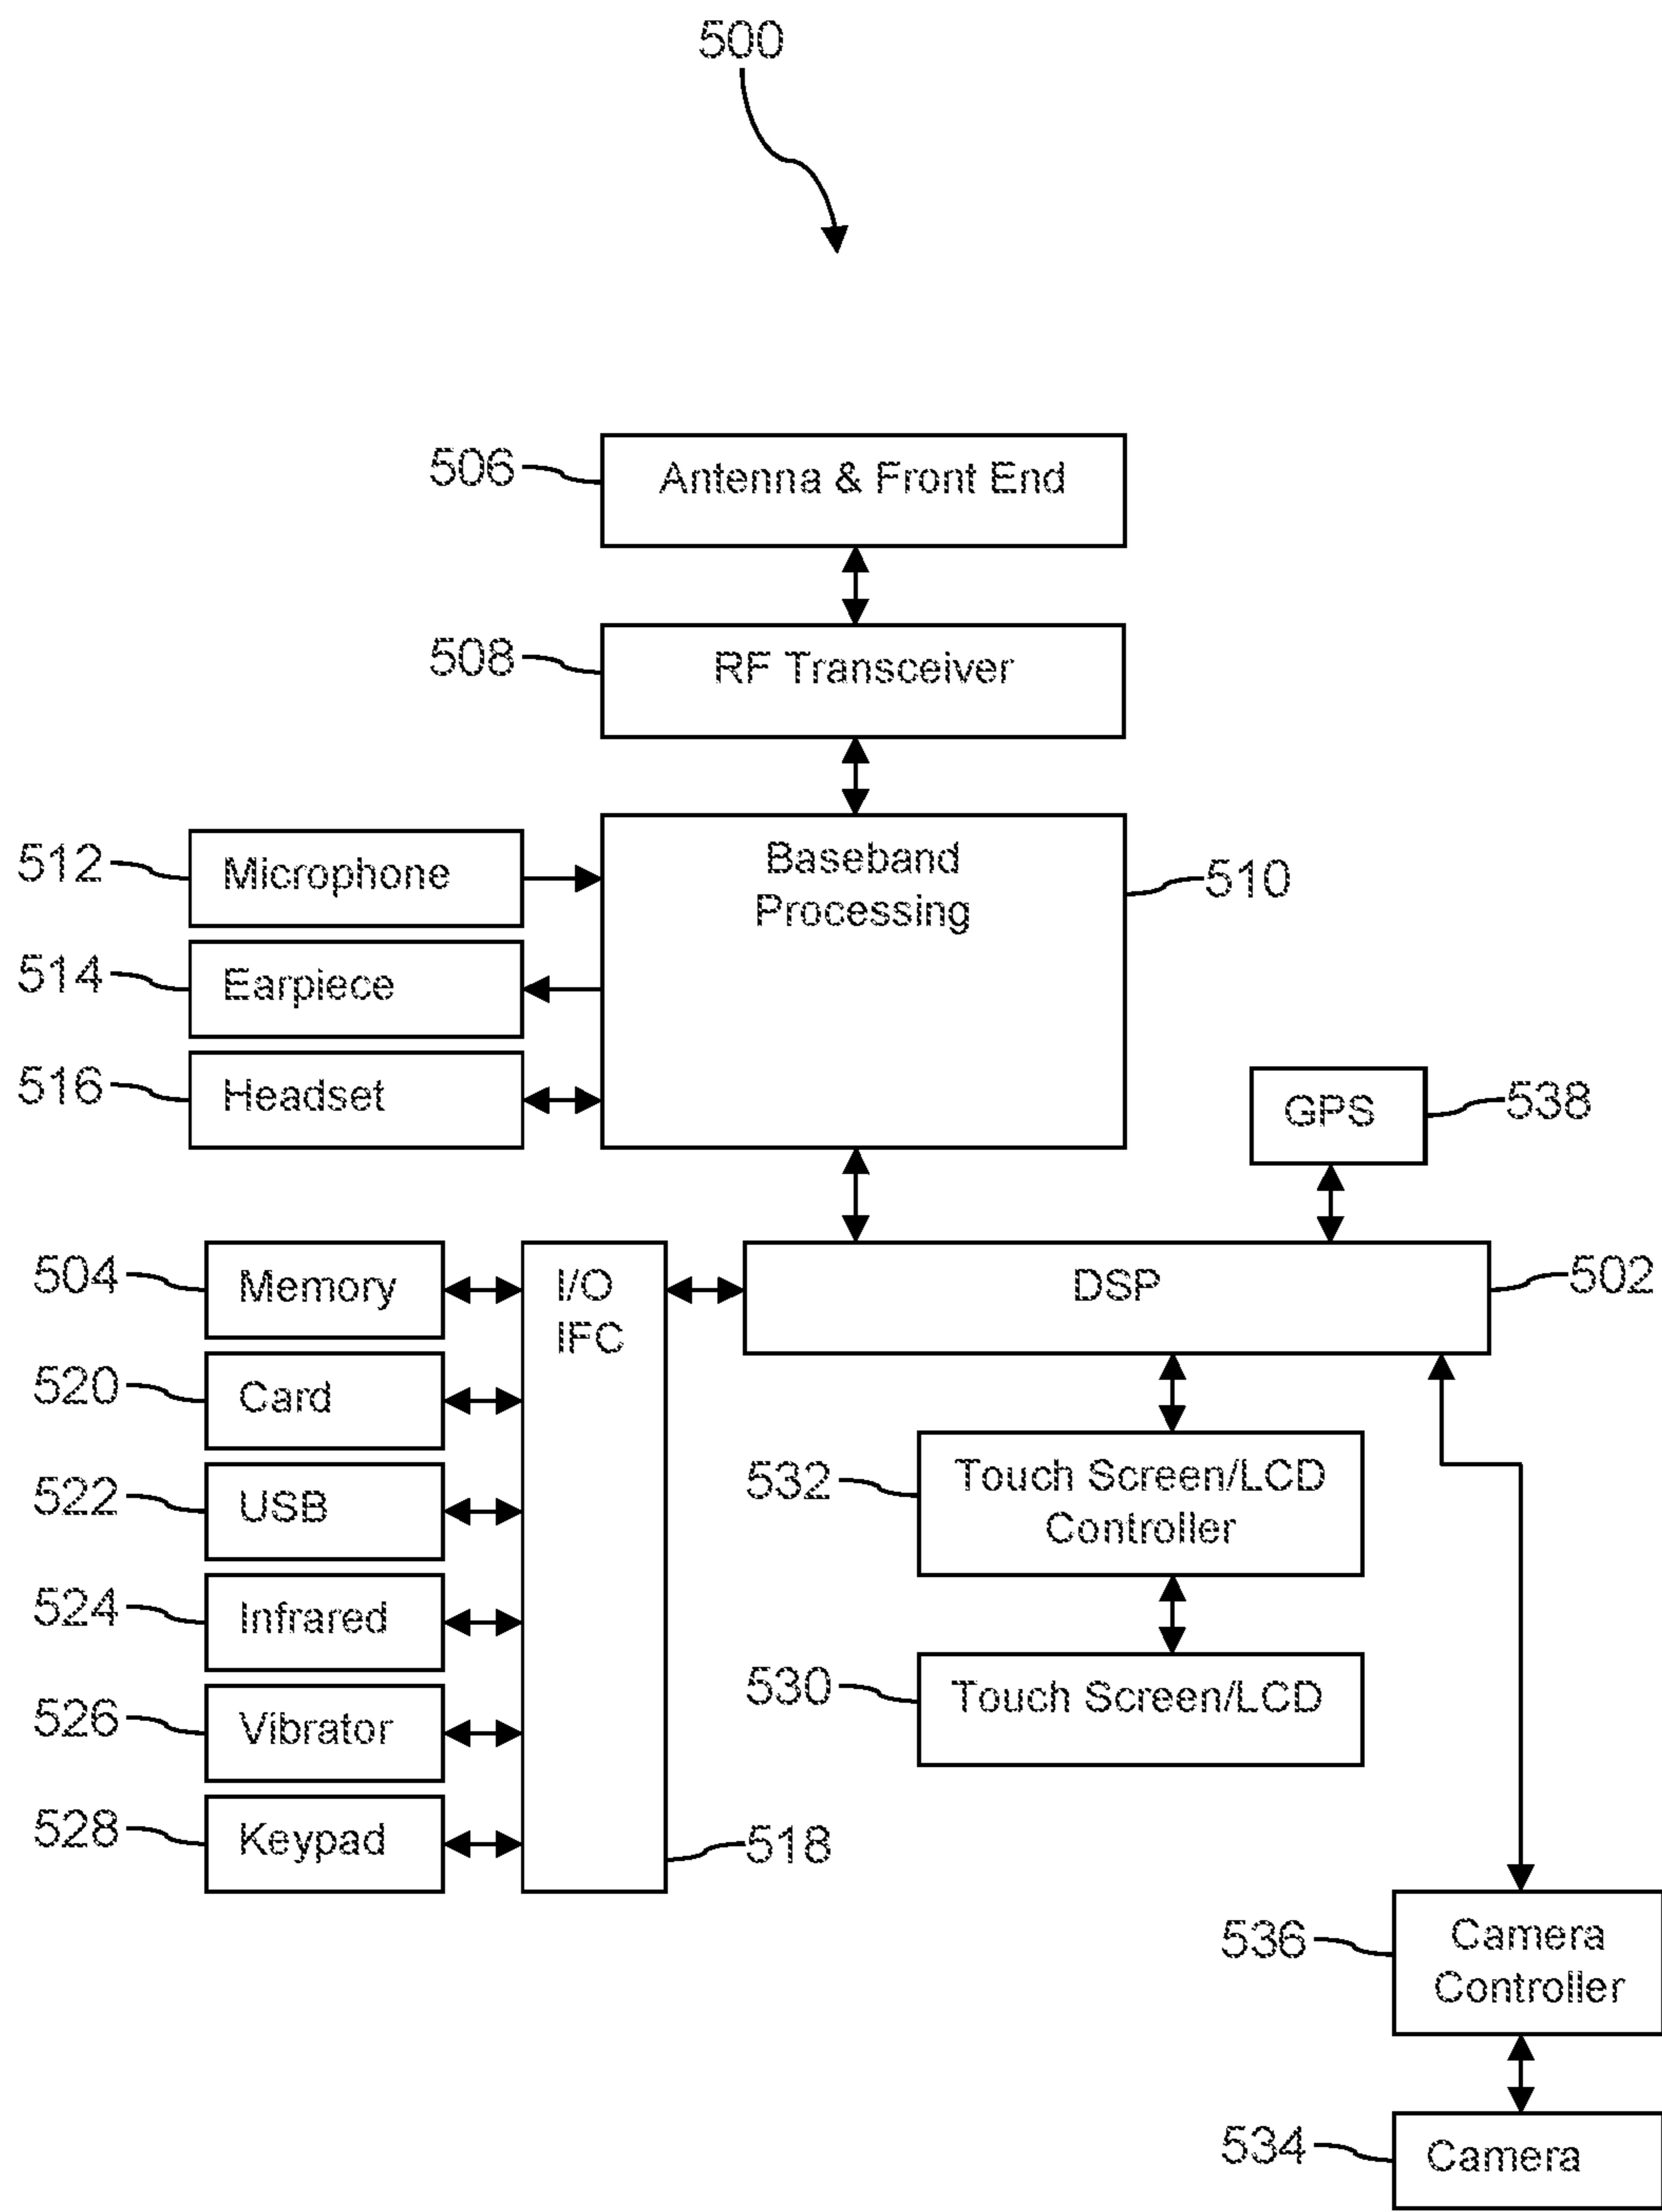 500
506
Antenna & Front End
508
RF Transceiver
512
Microphone
Baseband
Processing
510
514
Earpiece
516
Headset
GPS
538
504
Memory
I/O
IFC
DSP
502
520
Card
522
USB
532
Touch Screen/LCD
Controller
524
Infrared
530
Touch Screen/LCD
526
Vibrator
528
Keypad
518
536
Camera
Controller
534
Camera